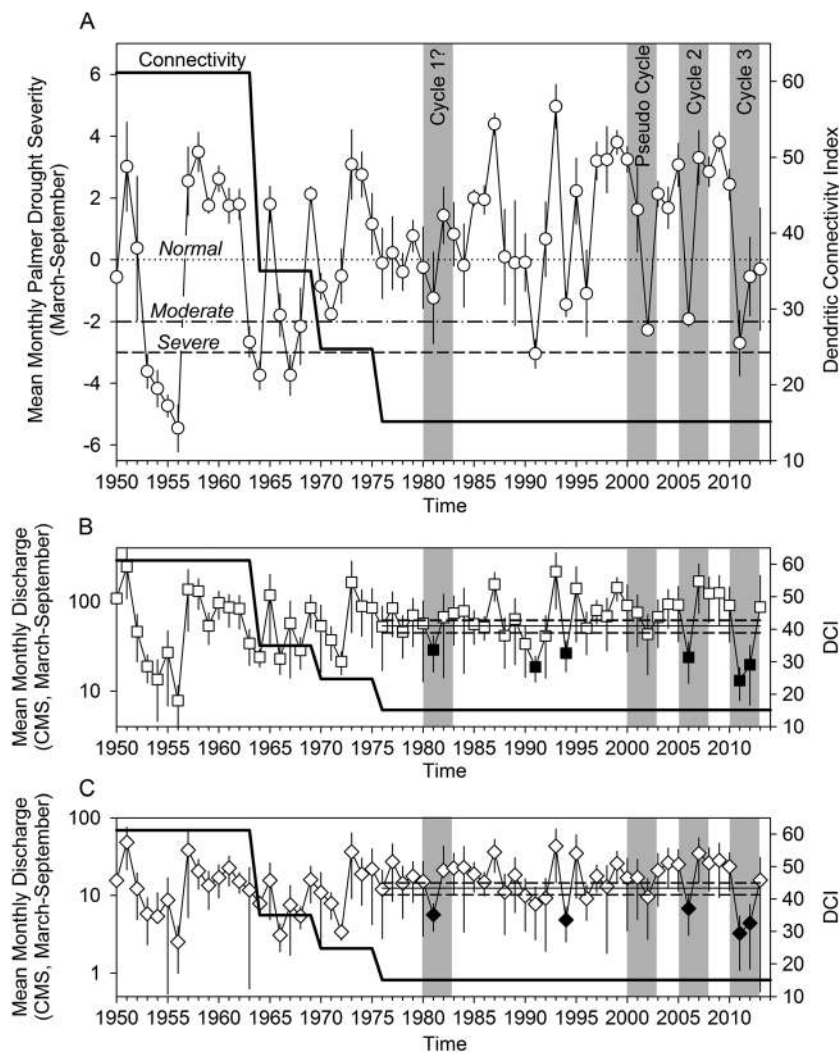 A
Connectivity
Cycle 1?
Pseudo Cycle
Cycle 2
Cycle 3
Normal
Moderate
Severe
Mean Monthly Palmer Drought Severity
(March-September)
6
4
2
0
-2
-4
-6
Dendritic Connectivity Index
60
50
40
30
20
10
1950 1955 1960 1965 1970 1975 1980 1985 1990 1995 2000 2005 2010
Time
B
Mean Monthly Discharge
(CMS, March-September)
100
10
DCI
60
50
40
30
20
10
1950 1955 1960 1965 1970 1975 1980 1985 1990 1995 2000 2005 2010
Time
C
Mean Monthly Discharge
(CMS, March-September)
100
10
1
DCI
60
50
40
30
20
10
1950 1955 1960 1965 1970 1975 1980 1985 1990 1995 2000 2005 2010
Time